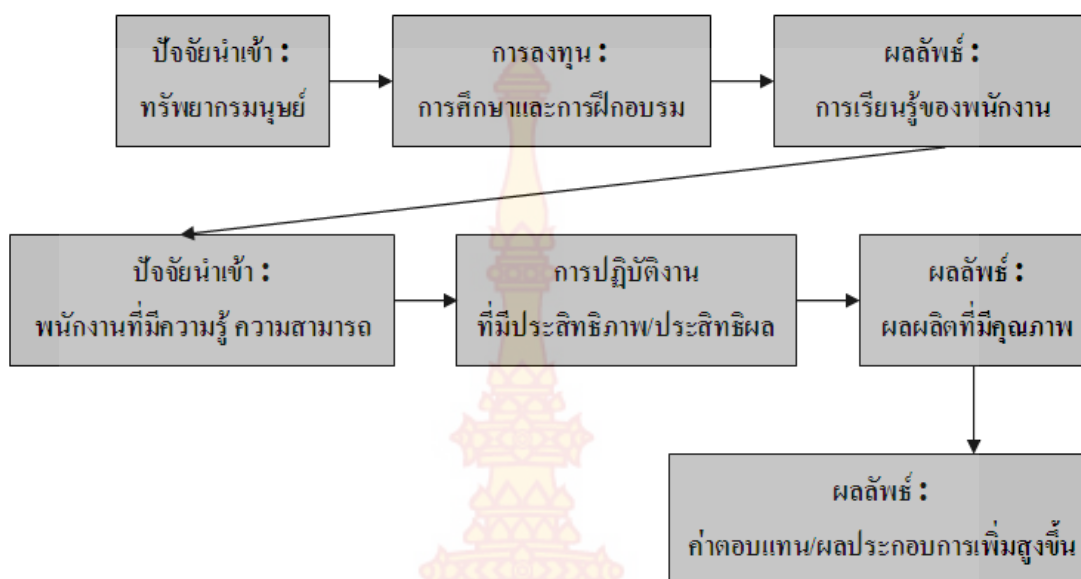 ปัจจัยนำเข้า :
ทรัพยากรมนุษย์
การลงทุน :
การศึกษาและการฝึกอบรม
ผลลัพธ์ :
การเรียนรู้ของพนักงาน
ปัจจัยนำเข้า :
พนักงานที่มีความรู้ ความสามารถ
การปฏิบัติงาน
ที่มีประสิทธิภาพ/ประสิทธิผล
ผลลัพธ์ :
ผลผลิตที่มีคุณภาพ
ผลลัพธ์ :
ค่าตอบแทน/ผลประกอบการเพิ่มสูงขึ้น